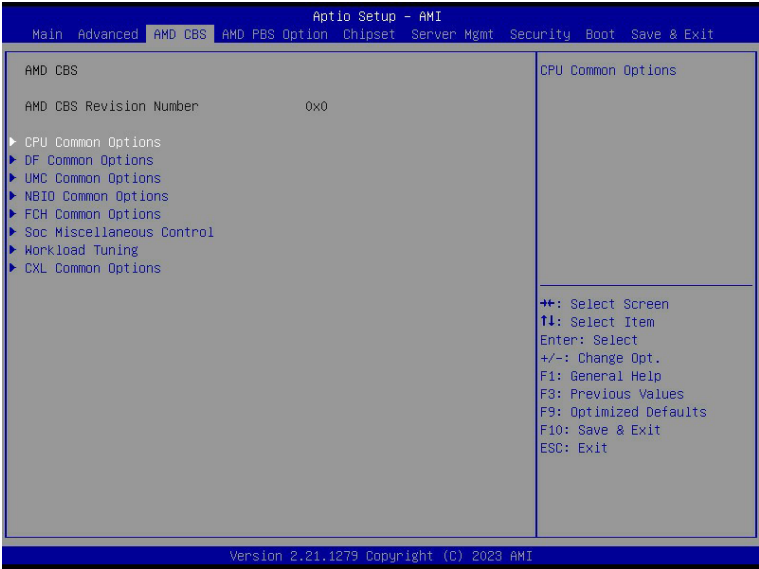 Aptio Setup – AMI
Main Advanced AMD CBS AMD PBS Option Chipset Server Mgmt Security Boot Save & Exit
AMD CBS
AMD CBS Revision Number 0x0
CPU Common Options
DF Common Options
UMC Common Options
NBIO Common Options
FCH Common Options
Soc Miscellaneous Control
Workload Tuning
CXL Common Options
CPU Common Options
→←: Select Screen
↑↓: Select Item
Enter: Select
+/-: Change Opt.
F1: General Help
F3: Previous Values
F9: Optimized Defaults
F10: Save & Exit
ESC: Exit
Version 2.21.1279 Copyright (C) 2023 AMI